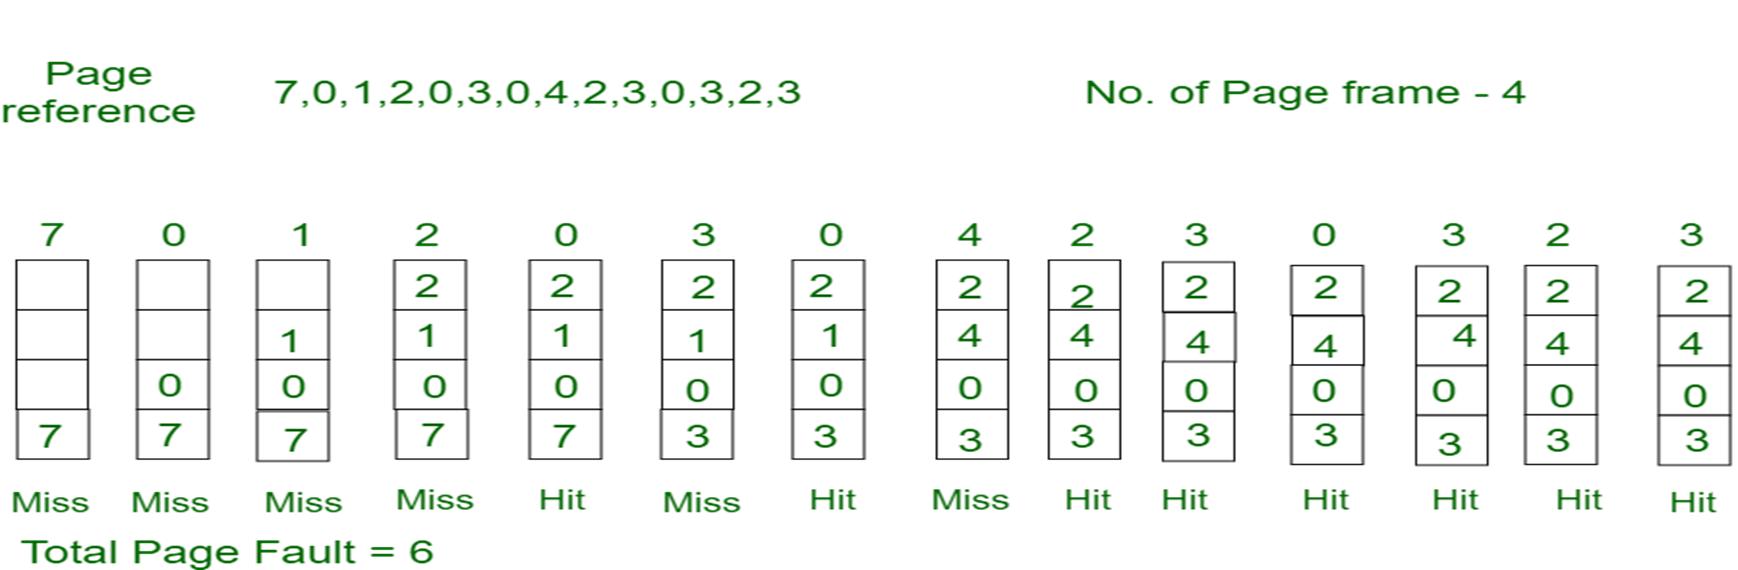 Page
reference
7,0,1,2,0,3,0,4,2,3,0,3,2,3
No. of Page frame - 4
7 0 1 2 0 3 0 4 2 3 0 3 2 3
2 2 2 2 2 2 2 2 2 2 2
1 1 1 1 1 4 4 4 4 4 4 4
0 0 0 0 0 0 0 0 0 0 0 0 0
7 7 7 7 7 3 3 3 3 3 3 3 3 3
Miss Miss Miss Miss Hit Miss Hit Miss Hit Hit Hit Hit Hit Hit
Total Page Fault = 6